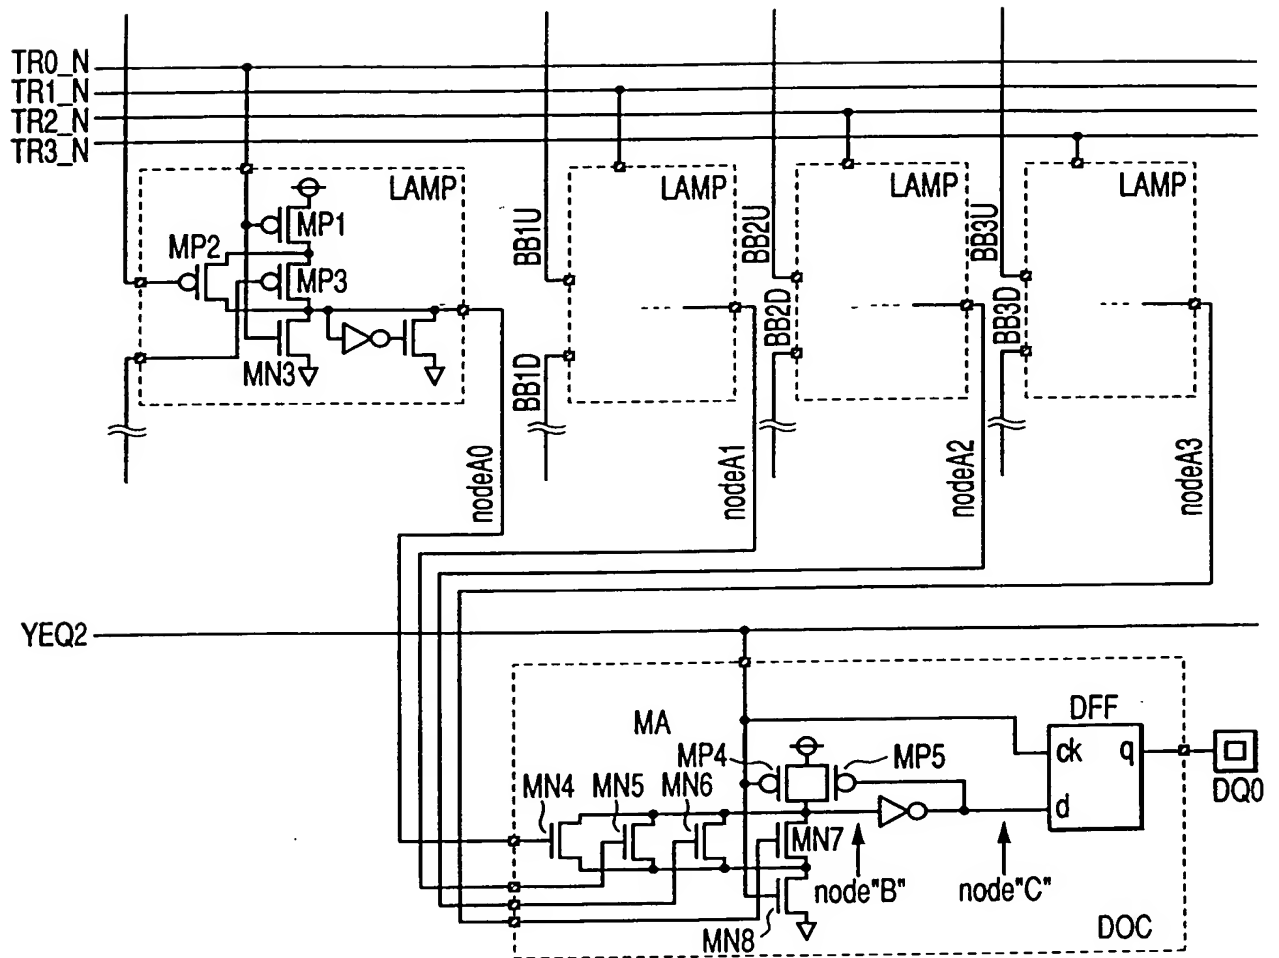 TR0_N
TR1_N
TR2_N
TR3_N
LAMP
MP1
MP2
MP3
MN3
nodeA0
BB1U
BB1D
LAMP
nodeA1
BB2U
BB2D
LAMP
nodeA2
BB3U
BB3D
LAMP
nodeA3
YEQ2
MA
DFF
MP4
MP5
ck
q
d
DQ0
MN4
MN5
MN6
MN7
node"B"
node"C"
MN8
DOC